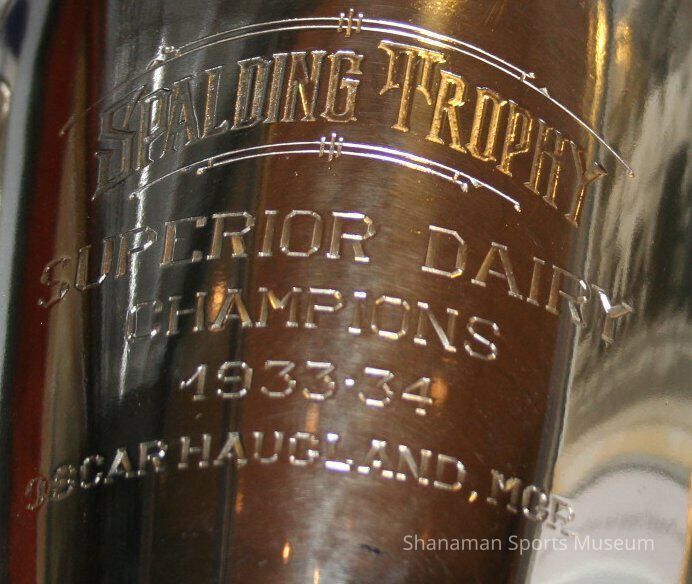 SPALDING TROPHY
SUPERIOR DAIRY
CHAMPIONS
1933-34
OSCAR HAUGLAND, MGR
Shanaman Sports Museum